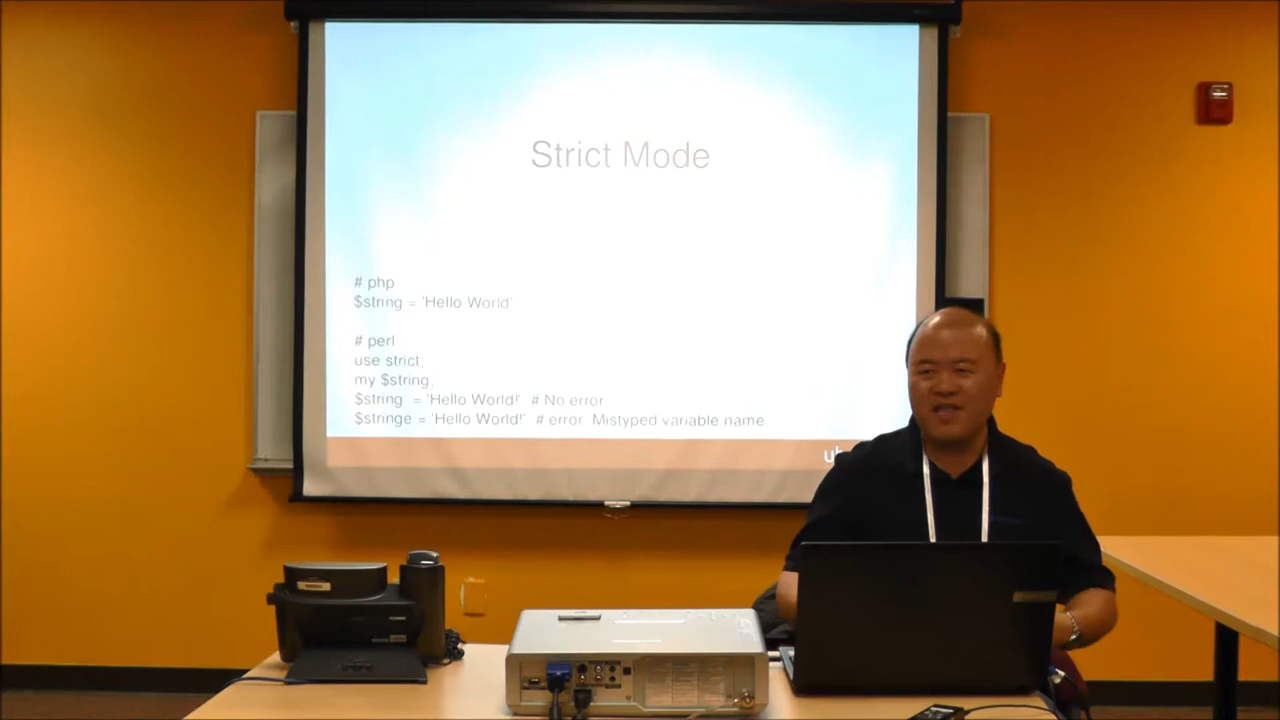 Strict Mode
# php
$string = 'Hello World'
# perl
use strict;
my $string;
$string = 'Hello World!' # No error
$stringe = 'Hello World!' # error Mistyped variable name